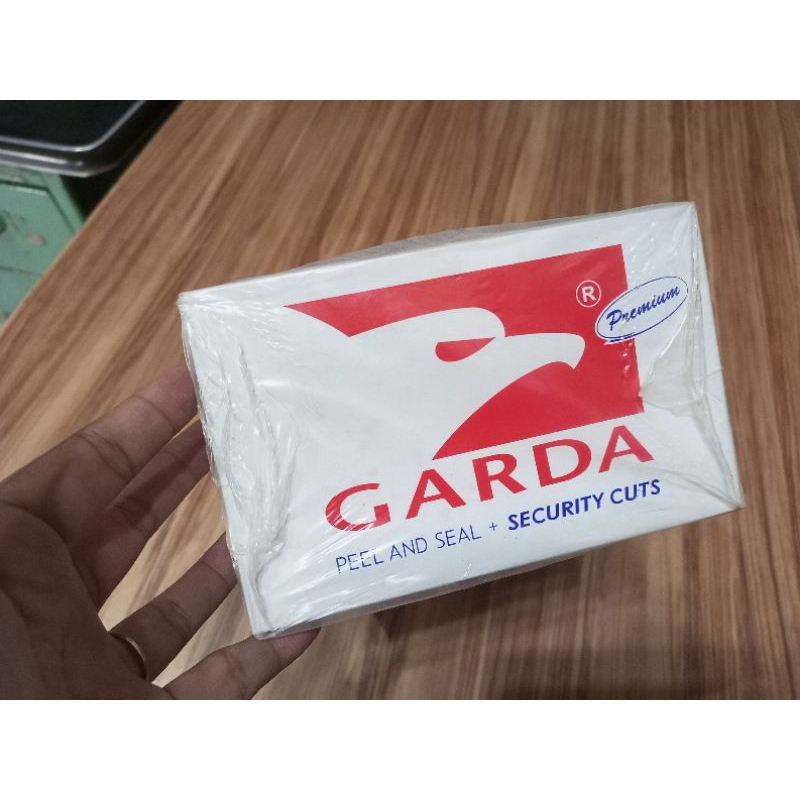 ®
Premium
GARDA
PEEL AND SEAL + SECURITY CUTS